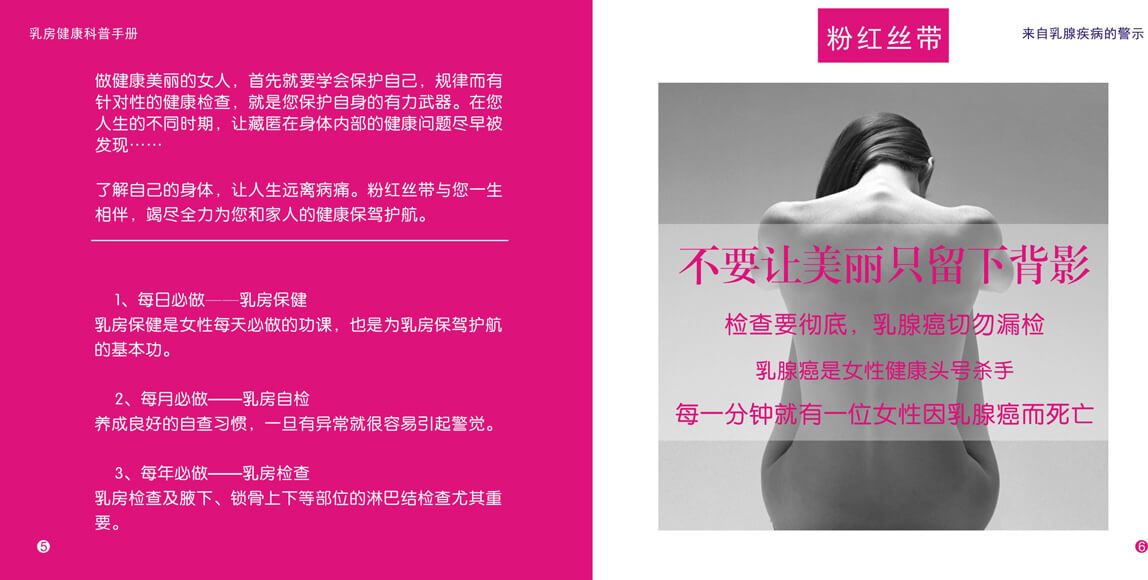 乳房健康科普手册
做健康美丽的女人，首先就要学会保护自己，规律而有
针对性的健康检查，就是您保护自身的有力武器。在您
人生的不同时期，让藏匿在身体内部的健康问题尽早被
发现……
了解自己的身体，让人生远离病痛。粉红丝带与您一生
相伴，竭尽全力为您和家人的健康保驾护航。
1、每日必做——乳房保健
乳房保健是女性每天必做的功课，也是为乳房保驾护航
的基本功。
2、每月必做——乳房自检
养成良好的自查习惯，一旦有异常就很容易引起警觉。
3、每年必做——乳房检查
乳房检查及腋下、锁骨上下等部位的淋巴结检查尤其重
要。
5
粉红丝带
来自乳腺疾病的警示
不要让美丽只留下背影
检查要彻底，乳腺癌切勿漏检
乳腺癌是女性健康头号杀手
每一分钟就有一位女性因乳腺癌而死亡
6